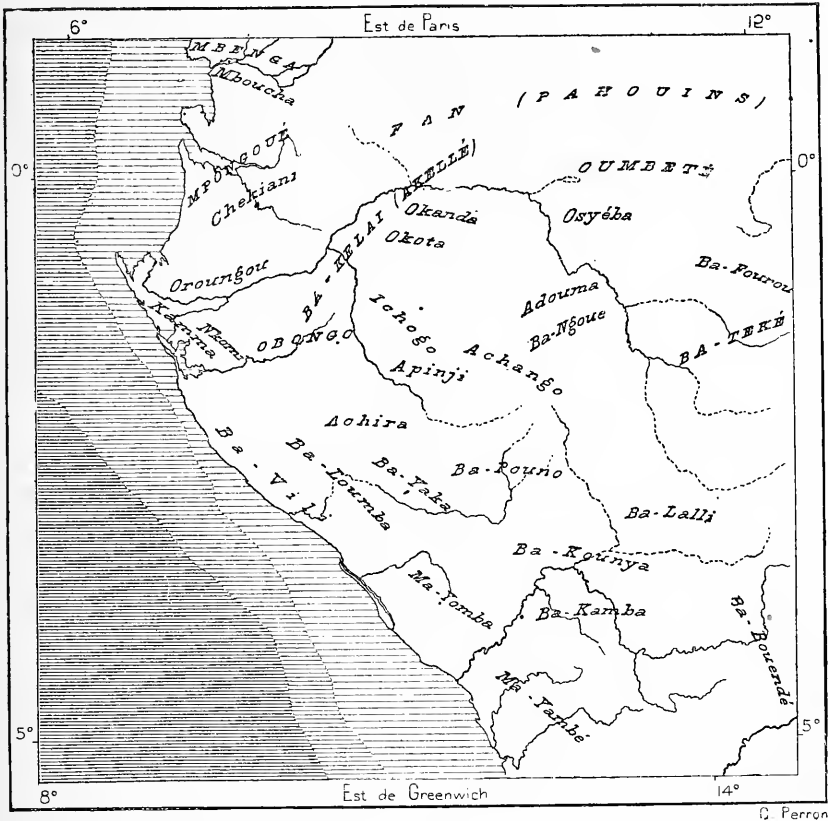 6° Est de Paris 12°
MBENGA
Mboucha
FAN (PAHOUINS)
0° 0°
MPONGOUÉ
OUMBETÉ
Chekiani
BA-KELAI (AKELLÉ)
Okanda
Osyéba
Okota
Oroungou
Ba-Fourou
Kamma
Nkomi
OBONGO
Ichogo
Adouma
Ba-Ngoue
BA-TEKÉ
Achango
Apinji
Achira
Ba-Vili
Ba-Loumba
Ba-Yaka
Ba-Pouno
Ba-Lalli
Ba-Kounya
Ma-Yomba
Ba-Kamba
Ba-Bouendé
Ma-Yambé
5° 5°
8° Est de Greenwich 14°
C. Perron